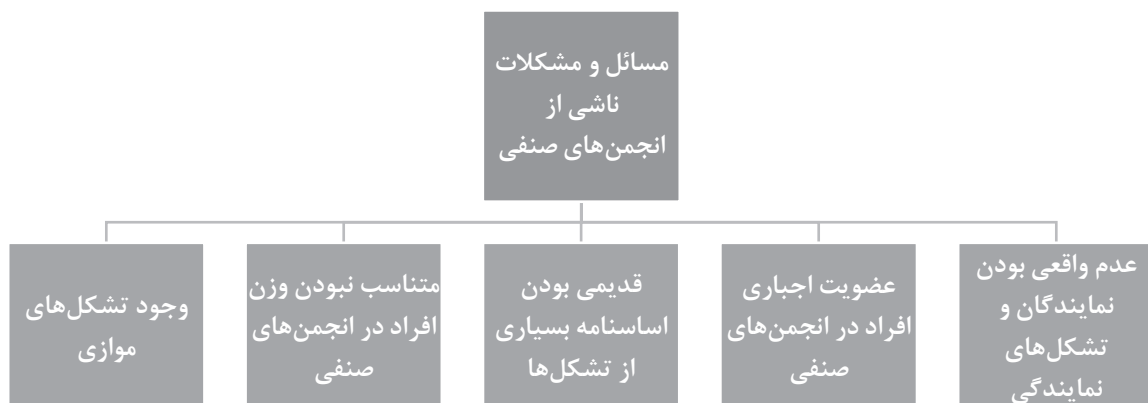 مسائل و مشکلات
ناشی از
انجمن‌های صنفی
عدم واقعی بودن
نمایندگان و
تشکل‌های
نمایندگی
عضویت اجباری
افراد در انجمن‌های
صنفی
قدیمی بودن
اساسنامه بسیاری
از تشکل‌ها
متناسب نبودن وزن
افراد در انجمن‌های
صنفی
وجود تشکل‌های
موازی